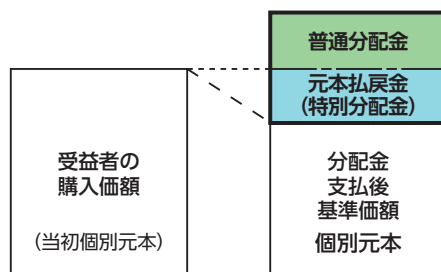 普通分配金
元本払戻金
(特別分配金)
受益者の
購入価額
(当初個別元本)
分配金
支払後
基準価額
個別元本